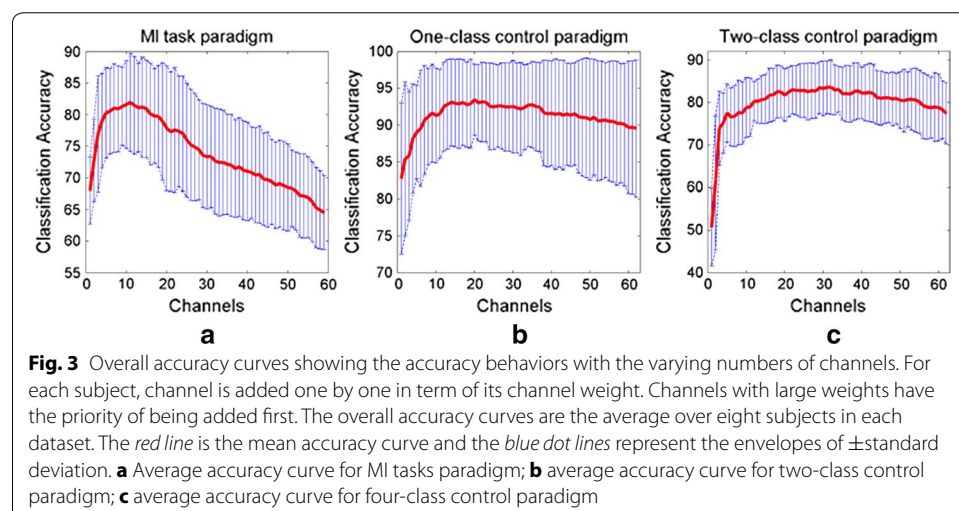 MI task paradigm
One-class control paradigm
Two-class control paradigm
Classification Accuracy
90
85
80
75
70
65
60
55
0 10 20 30 40 50 60
Channels
a
Classification Accuracy
100
95
90
85
80
75
70
0 10 20 30 40 50 60
Channels
b
Classification Accuracy
90
80
70
60
50
40
0 10 20 30 40 50 60
Channels
c
Fig. 3 Overall accuracy curves showing the accuracy behaviors with the varying numbers of channels. For
each subject, channel is added one by one in term of its channel weight. Channels with large weights have
the priority of being added first. The overall accuracy curves are the average over eight subjects in each
dataset. The red line is the mean accuracy curve and the blue dot lines represent the envelopes of ±standard
deviation. a Average accuracy curve for MI tasks paradigm; b average accuracy curve for two-class control
paradigm; c average accuracy curve for four-class control paradigm